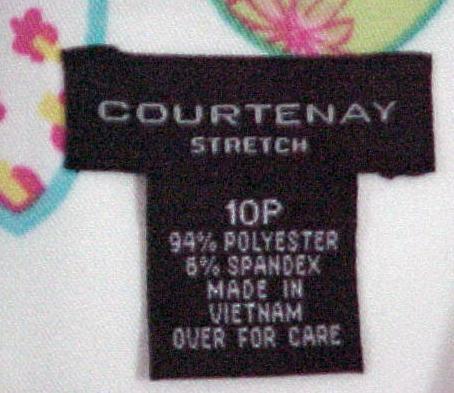 COURTENAY
STRETCH
10P
94% POLYESTER
6% SPANDEX
MADE IN
VIETNAM
OVER FOR CARE